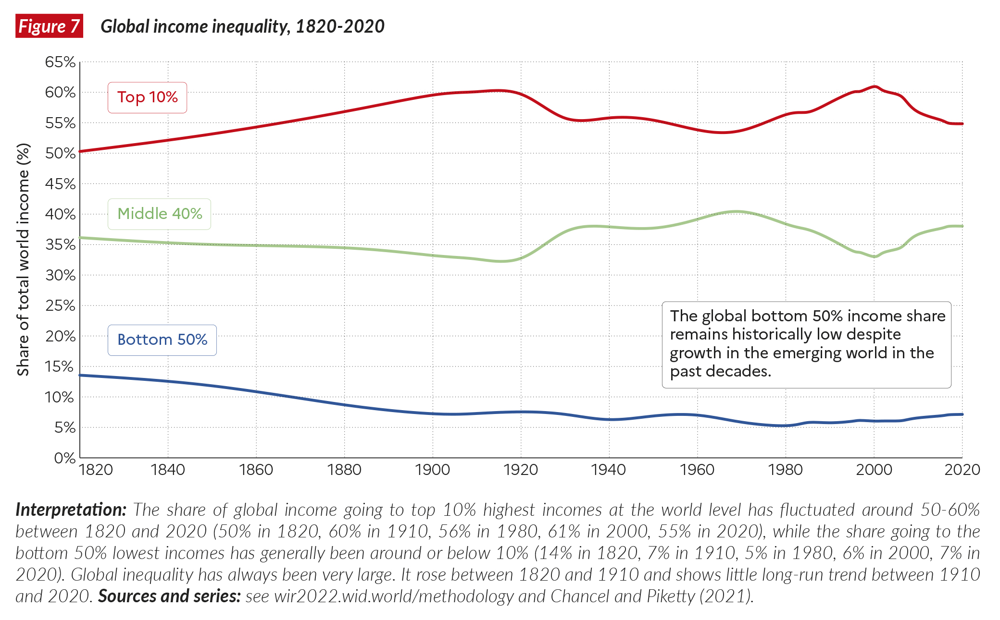 Figure 7 Global income inequality, 1820-2020
65%
60%
55%
50%
45%
40%
35%
30%
25%
20%
15%
10%
5%
0%
Share of total world income (%)
Top 10%
Middle 40%
Bottom 50%
The global bottom 50% income share
remains historically low despite
growth in the emerging world in the
past decades.
1820 1840 1860 1880 1900 1920 1940 1960 1980 2000 2020
Interpretation: The share of global income going to top 10% highest incomes at the world level has fluctuated around 50-60%
between 1820 and 2020 (50% in 1820, 60% in 1910, 56% in 1980, 61% in 2000, 55% in 2020), while the share going to the
bottom 50% lowest incomes has generally been around or below 10% (14% in 1820, 7% in 1910, 5% in 1980, 6% in 2000, 7% in
2020). Global inequality has always been very large. It rose between 1820 and 1910 and shows little long-run trend between 1910
and 2020. Sources and series: see wir2022.wid.world/methodology and Chancel and Piketty (2021).